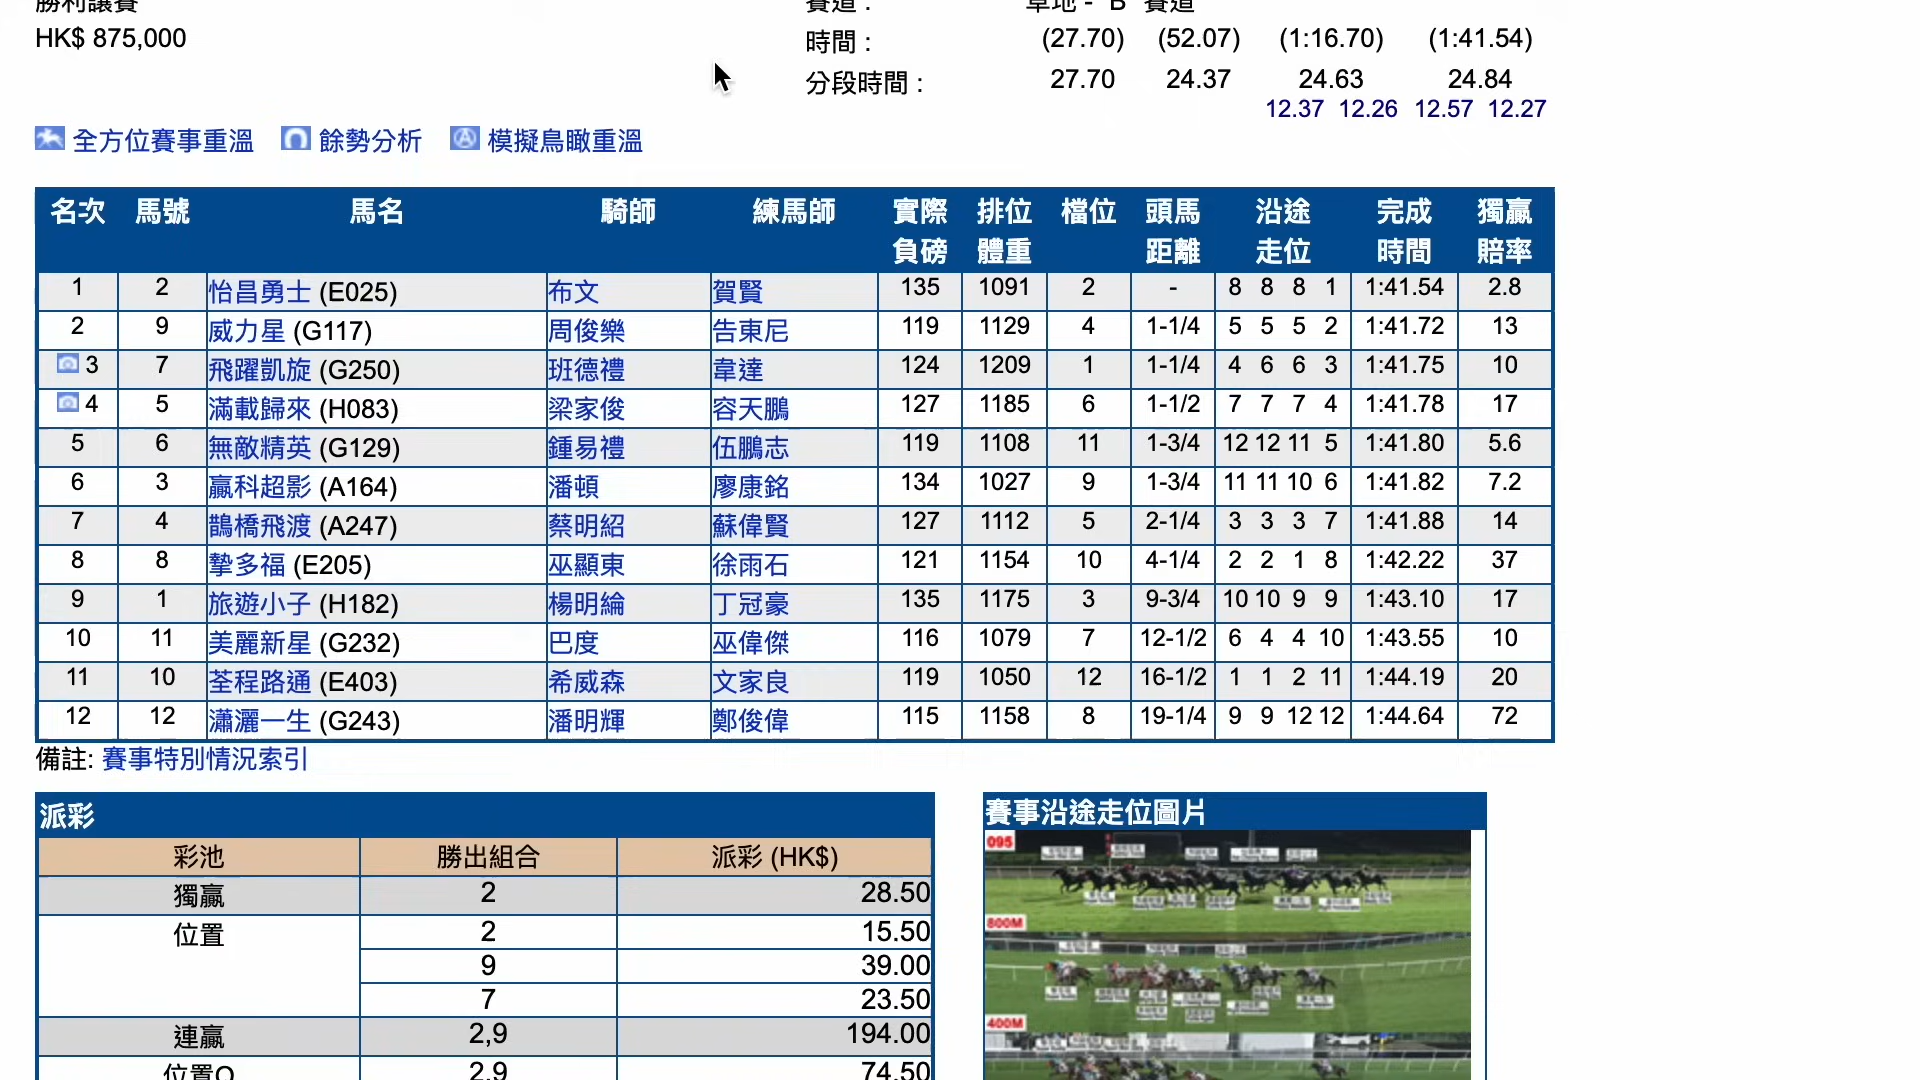 勝利讓賽
賽道 : 草地 - "B" 賽道
HK$ 875,000
時間 : (27.70) (52.07) (1:16.70) (1:41.54)
分段時間 : 27.70 24.37 24.63 24.84
12.37 12.26 12.57 12.27
全方位賽事重溫 餘勢分析 模擬鳥瞰重溫
名次 馬號 馬名 騎師 練馬師 實際負磅 排位體重 檔位 頭馬距離 沿途走位 完成時間 獨贏賠率
1 2 怡昌勇士 (E025) 布文 賀賢 135 1091 2 - 8 8 8 1 1:41.54 2.8
2 9 威力星 (G117) 周俊樂 告東尼 119 1129 4 1-1/4 5 5 5 2 1:41.72 13
3 7 飛躍凱旋 (G250) 班德禮 韋達 124 1209 1 1-1/4 4 6 6 3 1:41.75 10
4 5 滿載歸來 (H083) 梁家俊 容天鵬 127 1185 6 1-1/2 7 7 7 4 1:41.78 17
5 6 無敵精英 (G129) 鍾易禮 伍鵬志 119 1108 11 1-3/4 12 12 11 5 1:41.80 5.6
6 3 贏科超影 (A164) 潘頓 廖康銘 134 1027 9 1-3/4 11 11 10 6 1:41.82 7.2
7 4 鵲橋飛渡 (A247) 蔡明紹 蘇偉賢 127 1112 5 2-1/4 3 3 3 7 1:41.88 14
8 8 摯多福 (E205) 巫顯東 徐雨石 121 1154 10 4-1/4 2 2 1 8 1:42.22 37
9 1 旅遊小子 (H182) 楊明綸 丁冠豪 135 1175 3 9-3/4 10 10 9 9 1:43.10 17
10 11 美麗新星 (G232) 巴度 巫偉傑 116 1079 7 12-1/2 6 4 4 10 1:43.55 10
11 10 荃程路通 (E403) 希威森 文家良 119 1050 12 16-1/2 1 1 2 11 1:44.19 20
12 12 瀟灑一生 (G243) 潘明輝 鄭俊偉 115 1158 8 19-1/4 9 9 12 12 1:44.64 72
備註: 賽事特別情況索引
派彩
彩池 勝出組合 派彩 (HK$)
獨贏 2 28.50
位置 2 15.50
9 39.00
7 23.50
連贏 2,9 194.00
位置Q 2,9 74.50
賽事沿途走位圖片
095
800M
400M